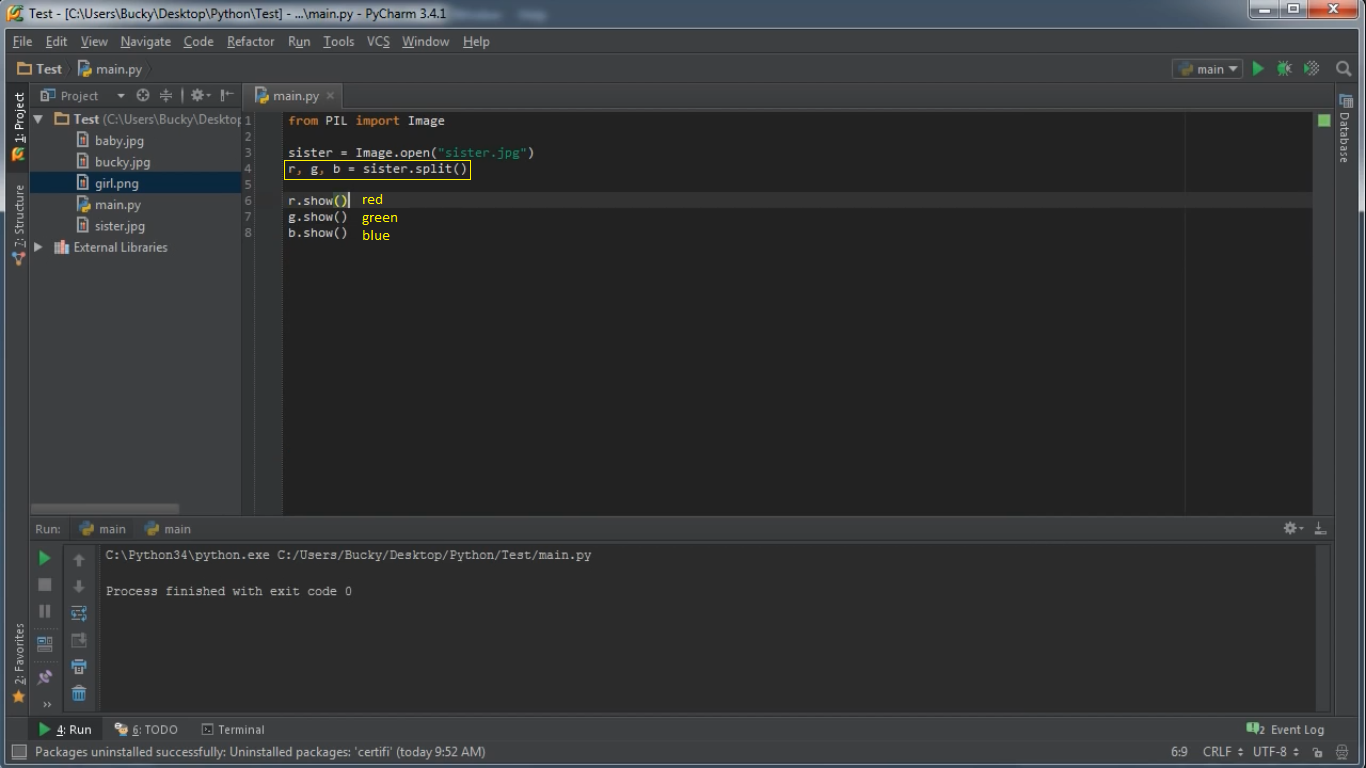 Test - [C:\Users\Bucky\Desktop\Python\Test] - ...\main.py - PyCharm 3.4.1
File Edit View Navigate Code Refactor Run Tools VCS Window Help
Test main.py
main
Project
main.py
1: Project
7: Structure
2: Favorites
Database
Test (C:\Users\Bucky\Desktop
baby.jpg
bucky.jpg
girl.png
main.py
sister.jpg
External Libraries
1 from PIL import Image
2
3 sister = Image.open("sister.jpg")
4 r, g, b = sister.split()
5
6 r.show() red
7 g.show() green
8 b.show() blue
Run: main main
C:\Python34\python.exe C:/Users/Bucky/Desktop/Python/Test/main.py
Process finished with exit code 0
4: Run 6: TODO Terminal 2 Event Log
Packages uninstalled successfully: Uninstalled packages: 'certifi' (today 9:52 AM) 6:9 CRLF UTF-8